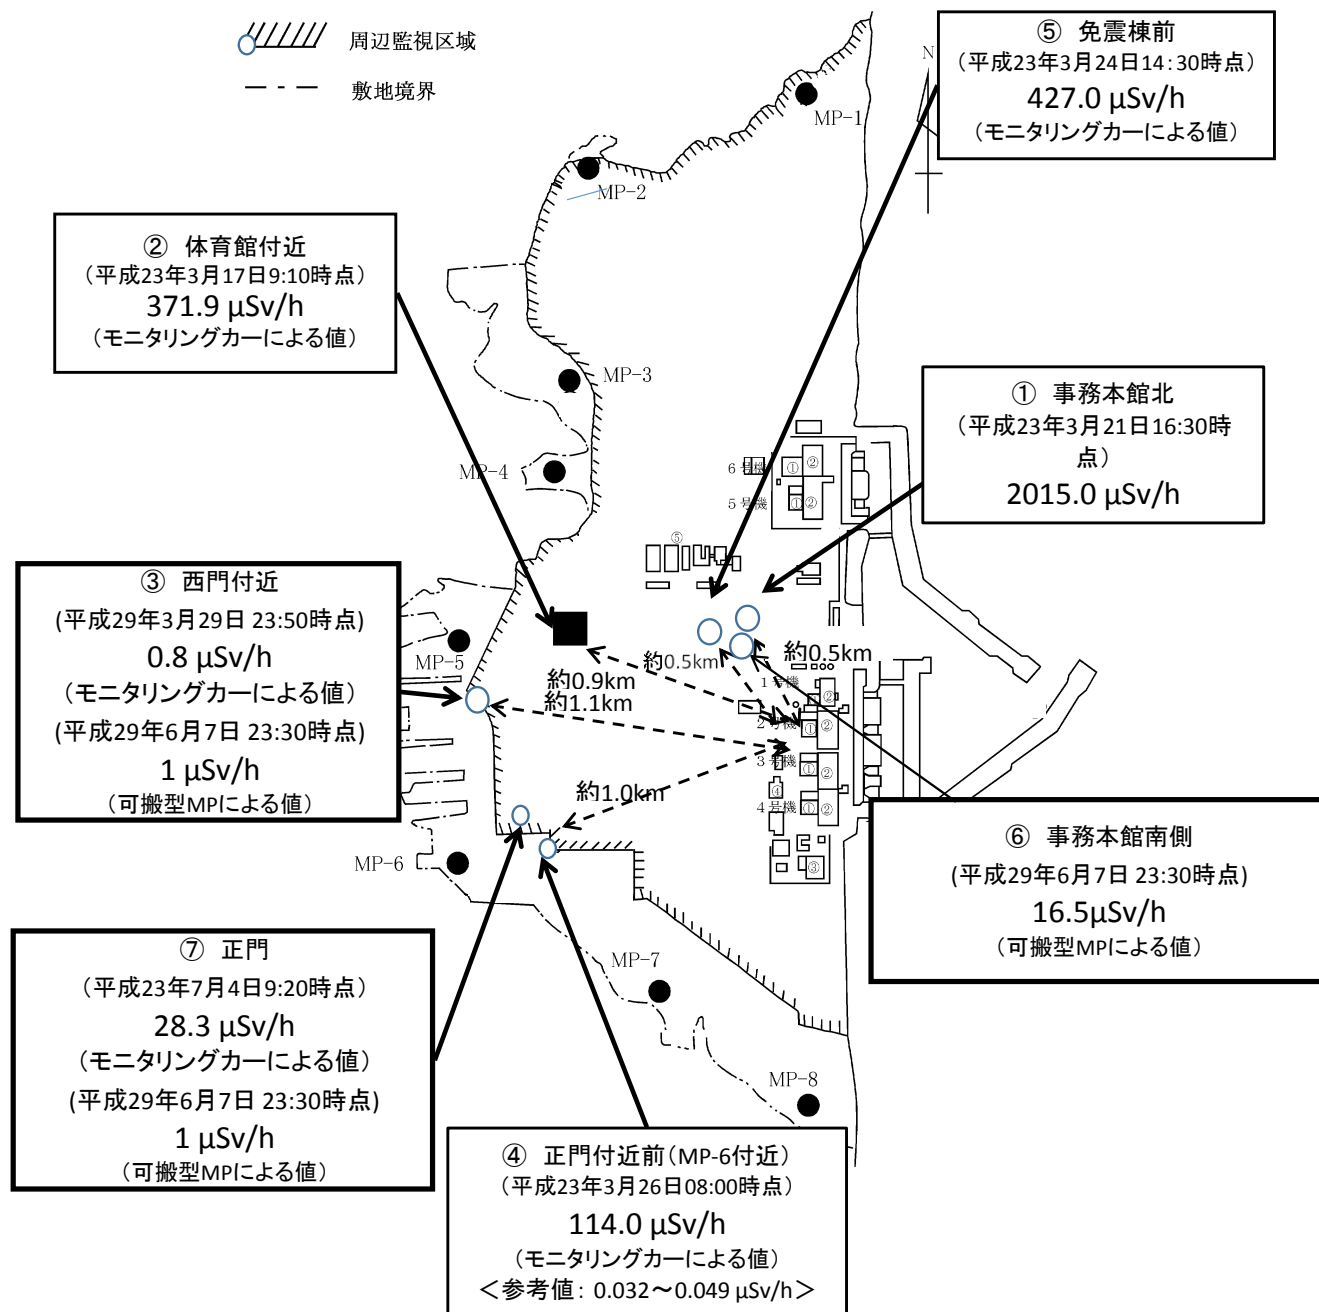 周辺監視区域
敷地境界
⑤ 免震棟前
(平成23年3月24日14:30時点)
427.0 μSv/h
(モニタリングカーによる値)
N
MP-1
MP-2
② 体育館付近
(平成23年3月17日9:10時点)
371.9 μSv/h
(モニタリングカーによる値)
MP-3
① 事務本館北
(平成23年3月21日16:30時
点)
2015.0 μSv/h
MP-4
6号機
①
②
5号機
①
②
⑤
③ 西門付近
(平成29年3月29日 23:50時点)
0.8 μSv/h
(モニタリングカーによる値)
(平成29年6月7日 23:30時点)
1 μSv/h
(可搬型MPによる値)
MP-5
約0.5km
約0.5km
約0.9km
約1.1km
1号機
②
2号機
①
②
3号機
①
②
④
4号機
①
②
③
約1.0km
MP-6
⑥ 事務本館南側
(平成29年6月7日 23:30時点)
16.5μSv/h
(可搬型MPによる値)
⑦ 正門
(平成23年7月4日9:20時点)
28.3 μSv/h
(モニタリングカーによる値)
(平成29年6月7日 23:30時点)
1 μSv/h
(可搬型MPによる値)
MP-7
MP-8
④ 正門付近前(MP-6付近)
(平成23年3月26日08:00時点)
114.0 μSv/h
(モニタリングカーによる値)
<参考値: 0.032~0.049 μSv/h>